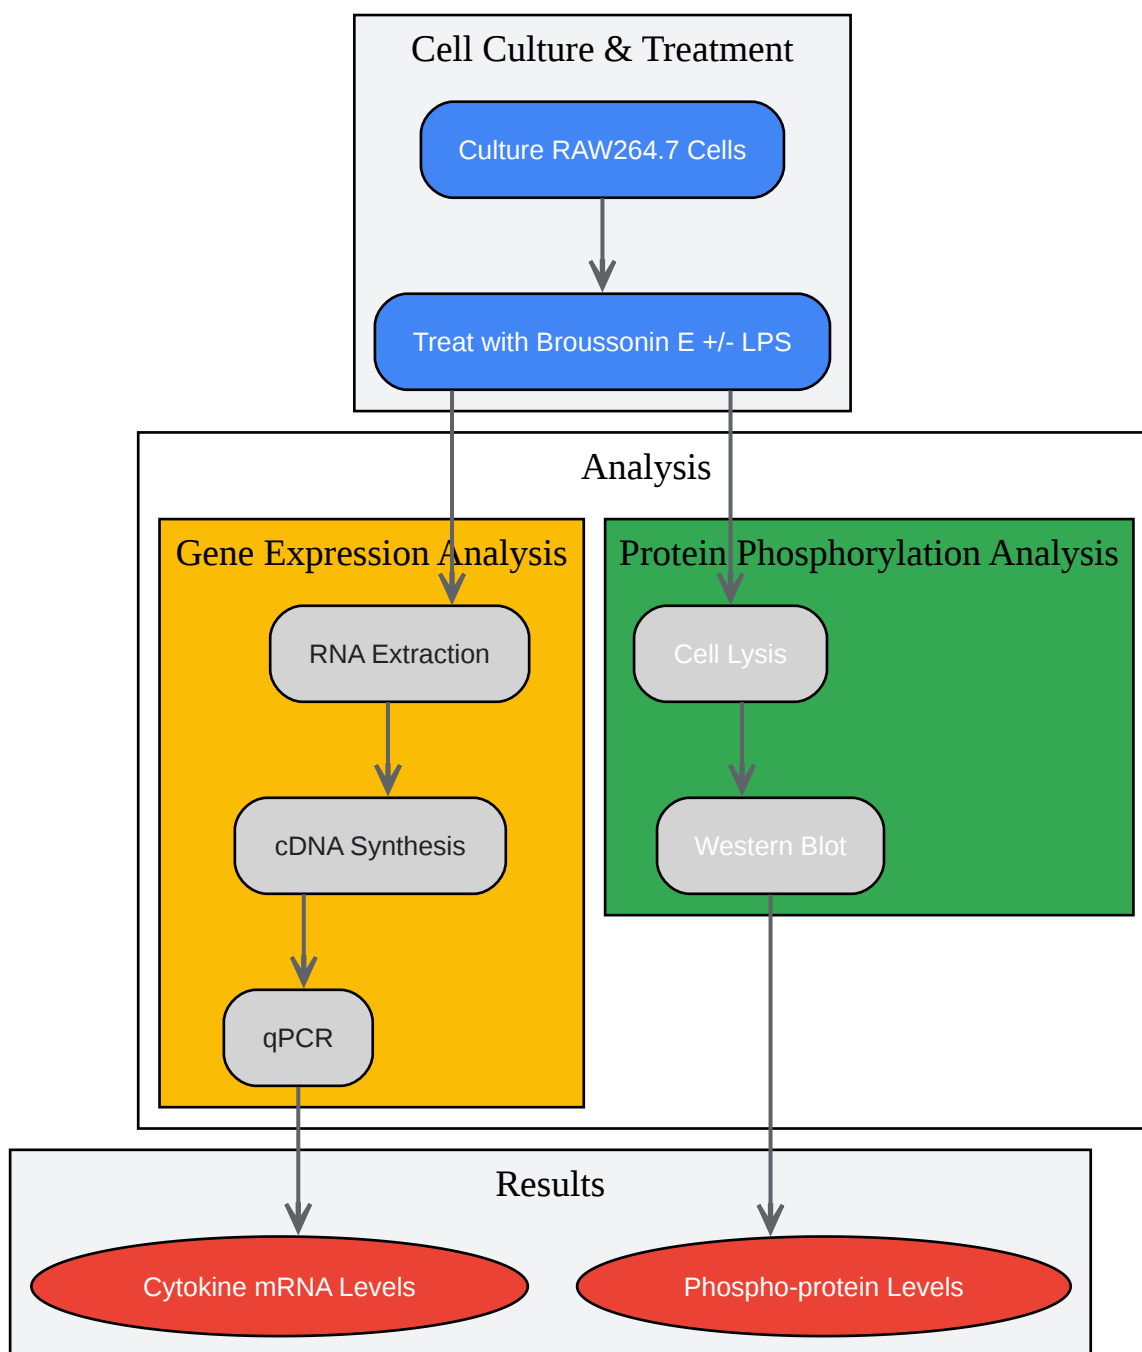 Cell Culture & Treatment
Culture RAW264.7 Cells
Treat with Broussonin E +/- LPS
Analysis
Gene Expression Analysis
Protein Phosphorylation Analysis
RNA Extraction
Cell Lysis
cDNA Synthesis
Western Blot
qPCR
Results
Cytokine mRNA Levels
Phospho-protein Levels